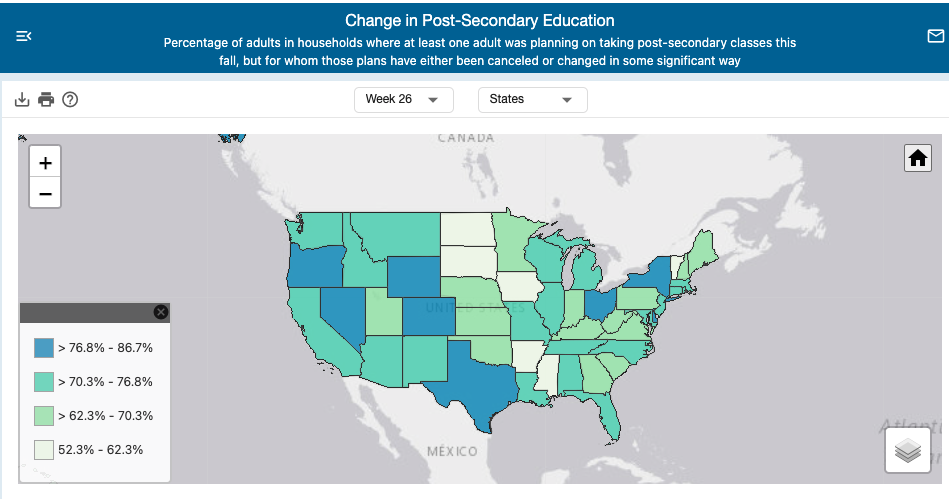 Change in Post-Secondary Education
Percentage of adults in households where at least one adult was planning on taking post-secondary classes this
fall, but for whom those plans have either been canceled or changed in some significant way
Week 26
States
CANADA
+
−
UNITED STATES
> 76.8% - 86.7%
> 70.3% - 76.8%
> 62.3% - 70.3%
52.3% - 62.3%
MÉXICO